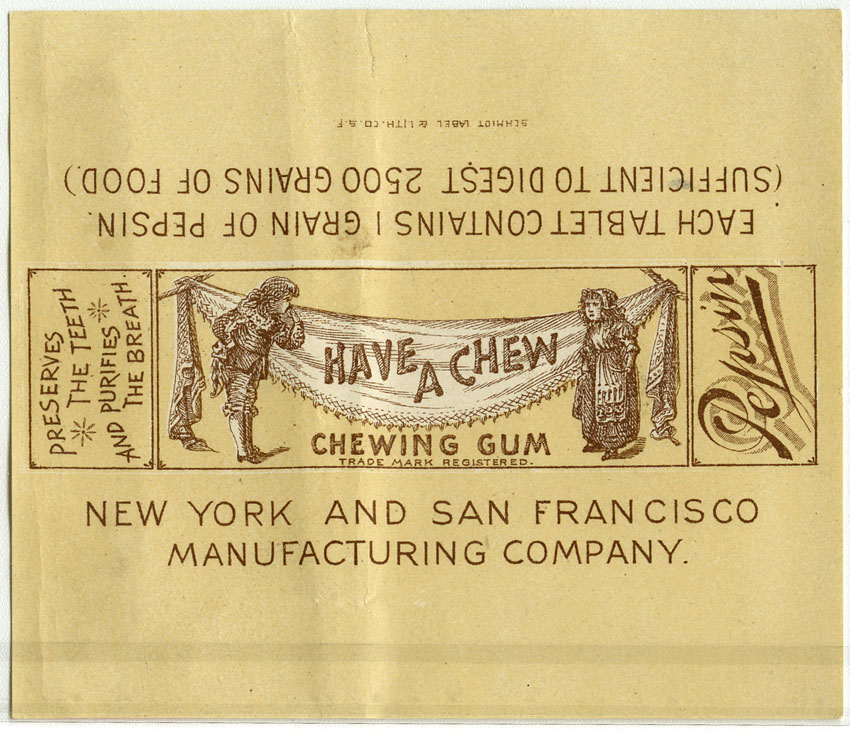 SCHMIDT LABEL & LITH. CO. S.F.
EACH TABLET CONTAINS 1 GRAIN OF PEPSIN.
(SUFFICIENT TO DIGEST 2500 GRAINS OF FOOD.)
PRESERVES
THE TEETH
AND PURIFIES
THE BREATH.
HAVE
A CHEW
CHEWING GUM
TRADE MARK REGISTERED.
Pepsin
NEW YORK AND SAN FRANCISCO
MANUFACTURING COMPANY.